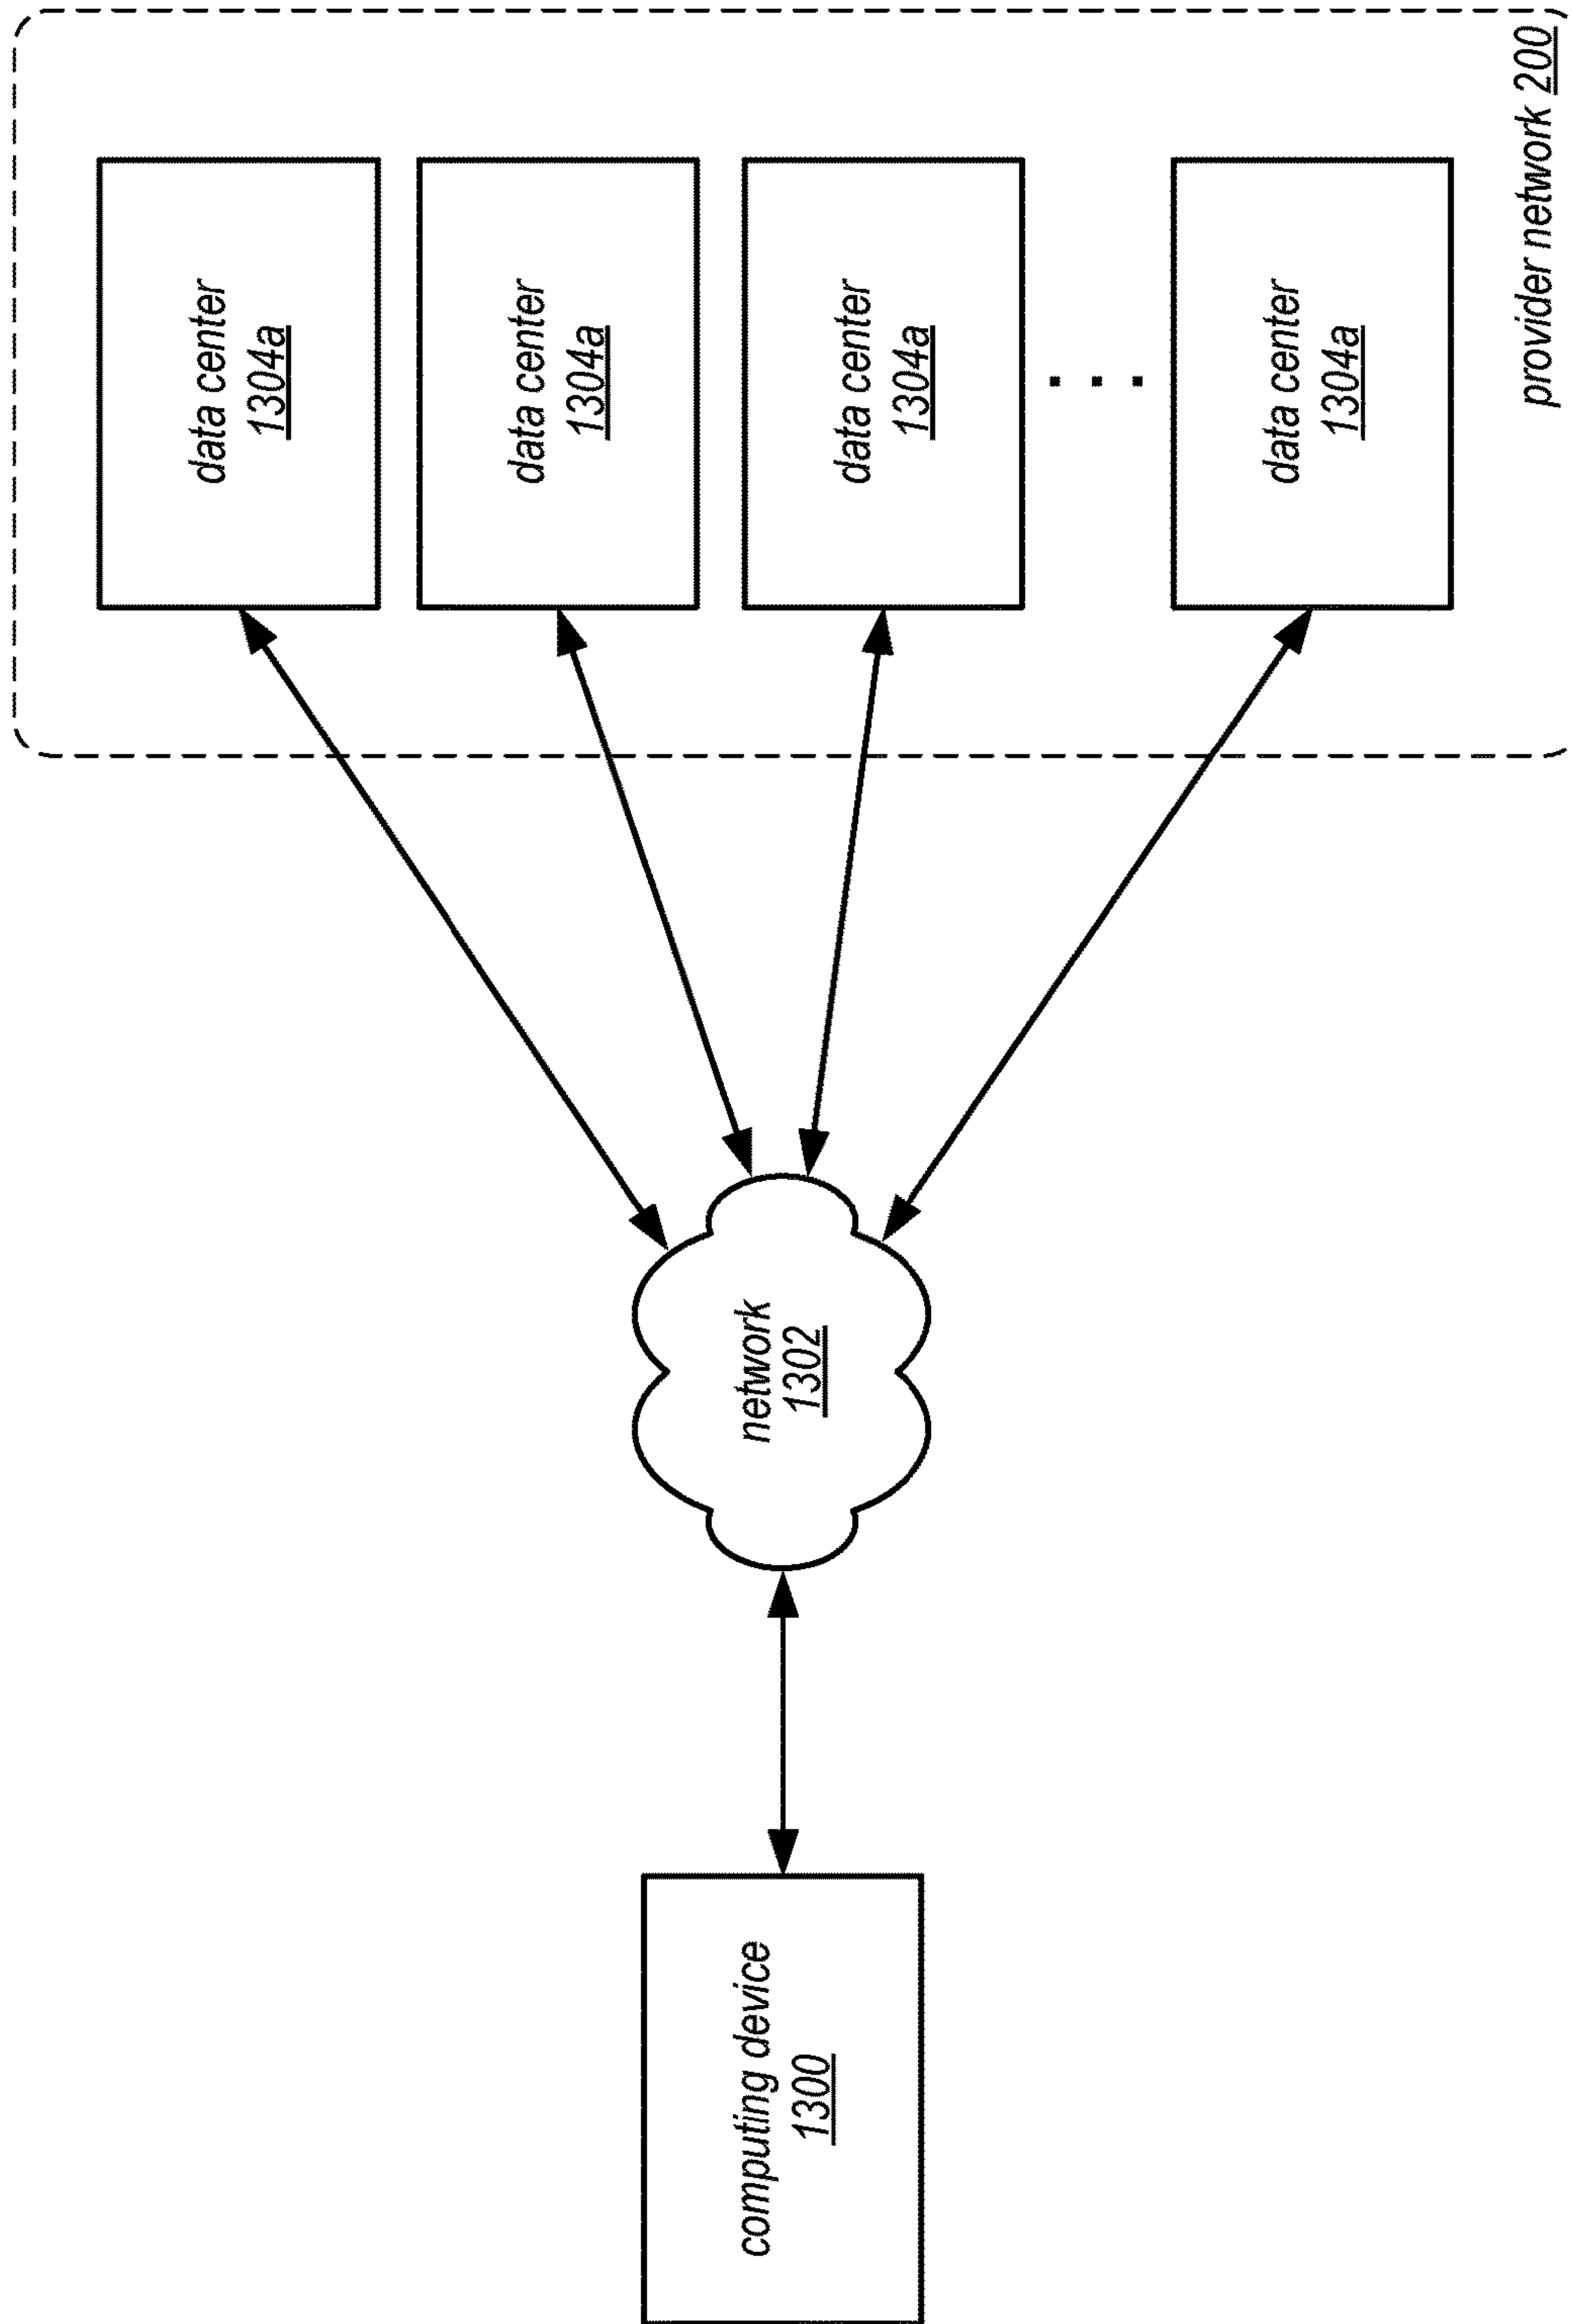 computing device
1300
network
1302
data center
1304a
data center
1304a
data center
1304a
. . .
data center
1304a
provider network 200